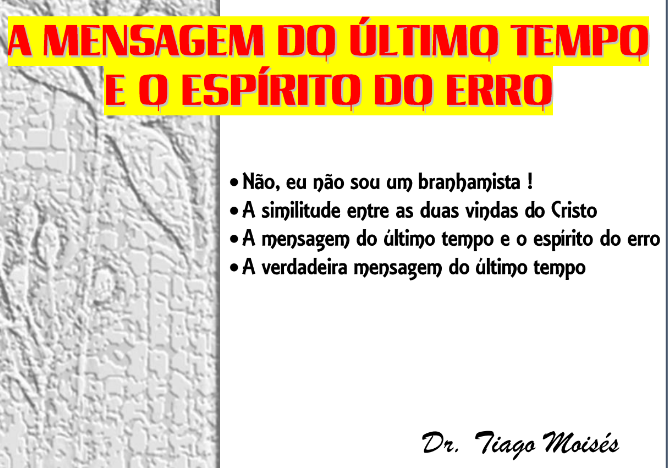 A MENSAGEM DO ÚLTIMO TEMPO
E O ESPÍRITO DO ERRO
• Não, eu não sou um branhamista !
• A similitude entre as duas vindas do Cristo
• A mensagem do último tempo e o espírito do erro
• A verdadeira mensagem do último tempo
Dr. Tiago Moisés